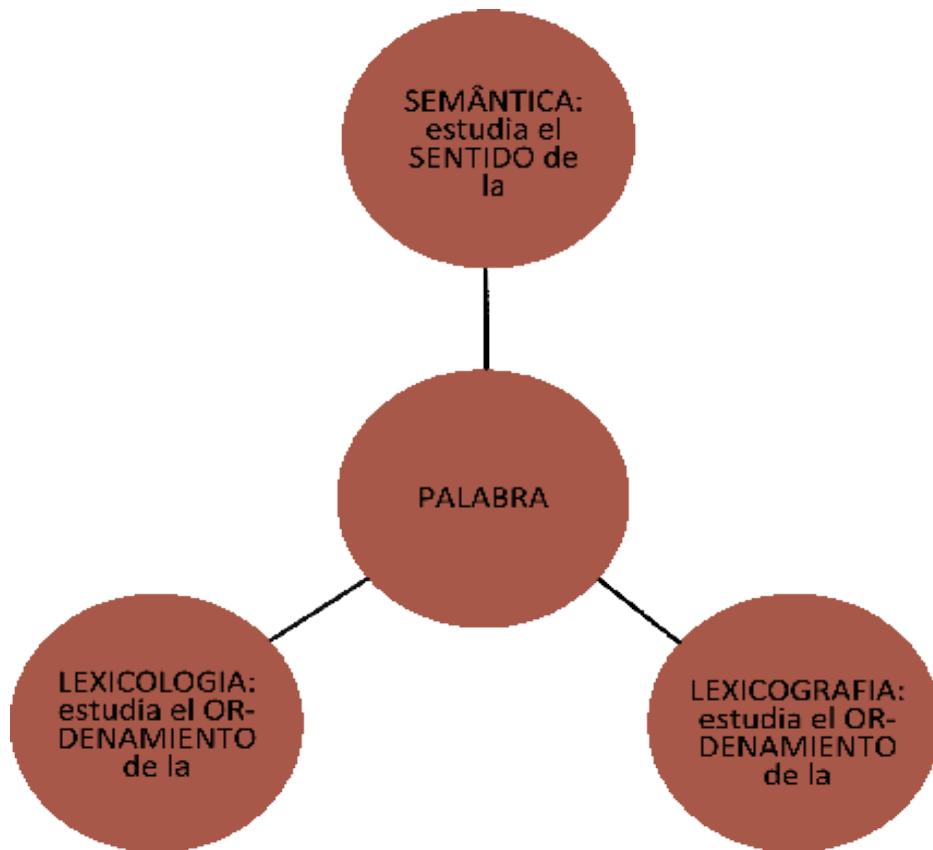 SEMÂNTICA:
estudia el
SENTIDO de
la
PALABRA
LEXICOLOGIA:
estudia el OR-
DENAMIENTO
de la
LEXICOGRAFIA:
estudia el OR-
DENAMIENTO
de la